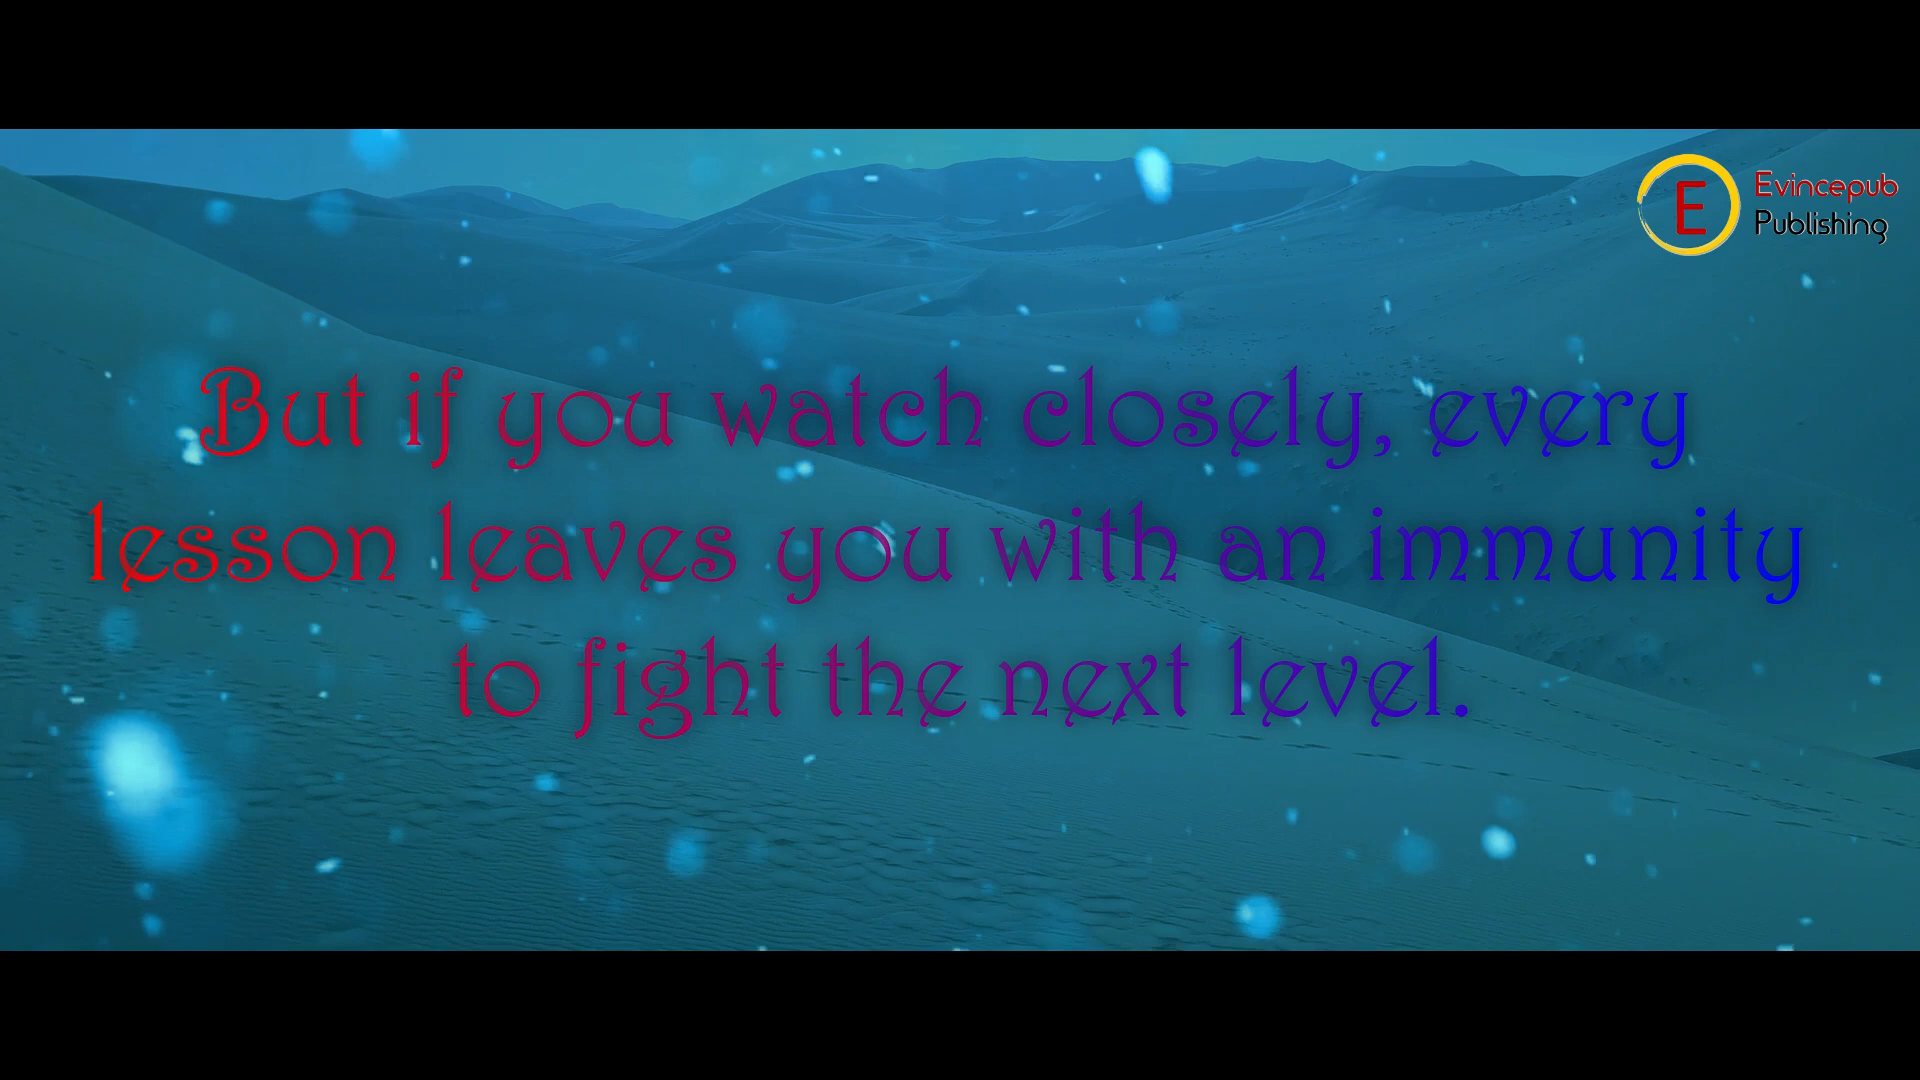 E
Evincepub
Publishing
But if you watch closely, every
lesson leaves you with an immunity
to fight the next level.